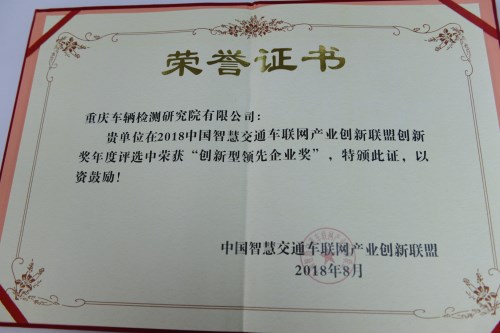 荣誉证书
重庆车辆检测研究院有限公司：
贵单位在2018中国智慧交通车联网产业创新联盟创新
奖年度评选中荣获“创新型领先企业奖”，特颁此证，以
资鼓励！
中国智慧交通车联网产业创新联盟
2018年8月